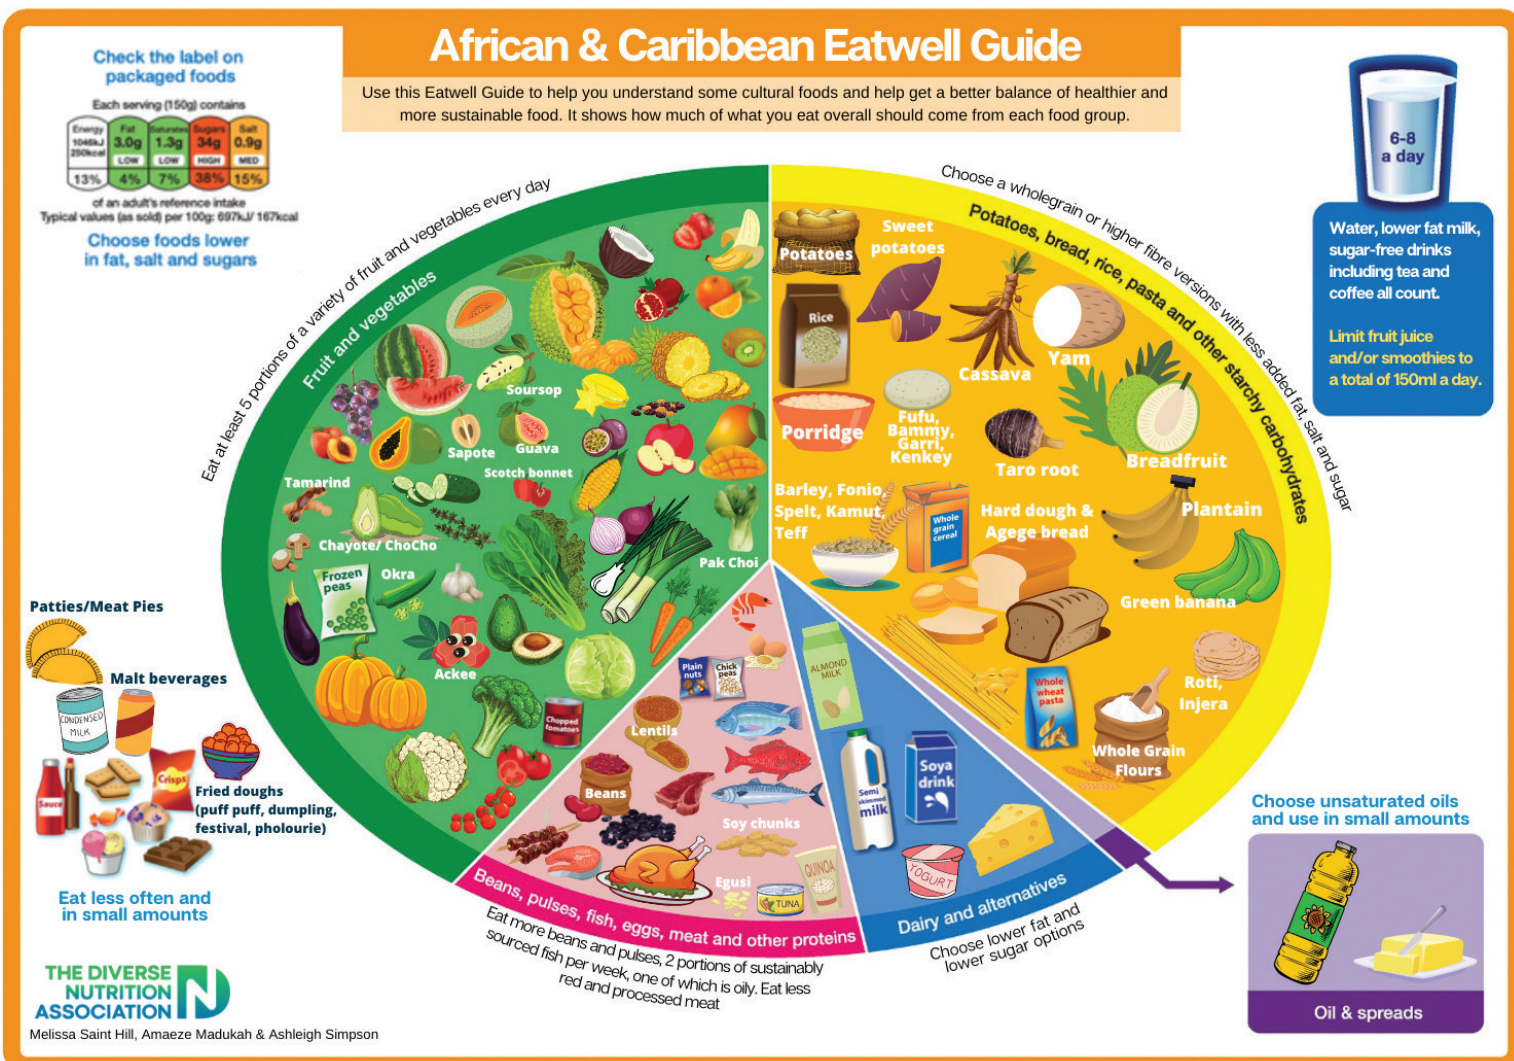 African & Caribbean Eatwell Guide
Use this Eatwell Guide to help you understand some cultural foods and help get a better balance of healthier and
more sustainable food. It shows how much of what you eat overall should come from each food group.
Check the label on
packaged foods
Each serving (150g) contains
Energy
1046kJ
250kcal
13%
Fat
3.0g
LOW
4%
Saturates
1.3g
LOW
7%
Sugars
34g
HIGH
38%
Salt
0.9g
MED
15%
of an adult's reference intake
Typical values (as sold) per 100g: 697kJ/ 167kcal
Choose foods lower
in fat, salt and sugars
6-8
a day
Water, lower fat milk,
sugar-free drinks
including tea and
coffee all count.
Limit fruit juice
and/or smoothies to
a total of 150ml a day.
Eat at least 5 portions of a variety of fruit and vegetables every day
Fruit and vegetables
Soursop
Sapote
Guava
Scotch bonnet
Tamarind
Chayote/ ChoCho
Pak Choi
Frozen
peas
Okra
Ackee
Chopped
tomatoes
Choose a wholegrain or higher fibre versions with less added fat, salt and sugar
Potatoes, bread, rice, pasta and other starchy carbohydrates
Potatoes
Sweet
potatoes
Rice
Cassava
Yam
Porridge
Fufu,
Bammy,
Garri,
Kenkey
Taro root
Breadfruit
Barley, Fonio,
Spelt, Kamut,
Teff
Whole
grain
cereal
Hard dough &
Agege bread
Plantain
Green banana
Whole
wheat
pasta
Roti,
Injera
Whole Grain
Flours
Plain
nuts
Chick
peas
Lentils
Beans
Soy chunks
Egusi
TUNA
QUINOA
Beans, pulses, fish, eggs, meat and other proteins
Eat more beans and pulses, 2 portions of sustainably
sourced fish per week, one of which is oily. Eat less
red and processed meat
ALMOND
MILK
Semi
skimmed
milk
Soya
drink
YOGURT
Dairy and alternatives
Choose lower fat and
lower sugar options
Patties/Meat Pies
Malt beverages
CONDENSED
MILK
Sauce
Crisps
Fried doughs
(puff puff, dumpling,
festival, pholourie)
Eat less often and
in small amounts
Choose unsaturated oils
and use in small amounts
Oil & spreads
THE DIVERSE
NUTRITION
ASSOCIATION
Melissa Saint Hill, Amaeze Madukah & Ashleigh Simpson